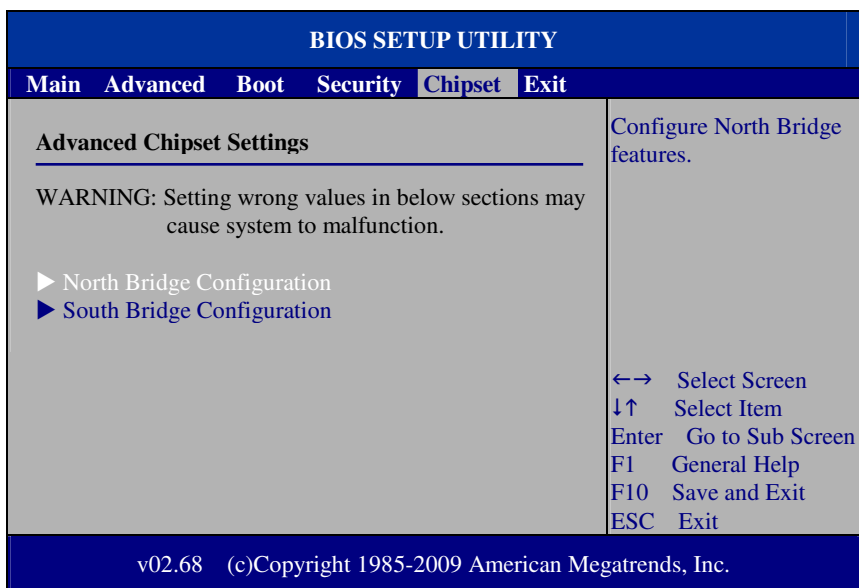 BIOS SETUP UTILITY
Main Advanced Boot Security Chipset Exit
Advanced Chipset Settings
WARNING: Setting wrong values in below sections may
cause system to malfunction.
▶ North Bridge Configuration
▶ South Bridge Configuration
Configure North Bridge
features.
←→ Select Screen
↓↑ Select Item
Enter Go to Sub Screen
F1 General Help
F10 Save and Exit
ESC Exit
v02.68 (c)Copyright 1985-2009 American Megatrends, Inc.